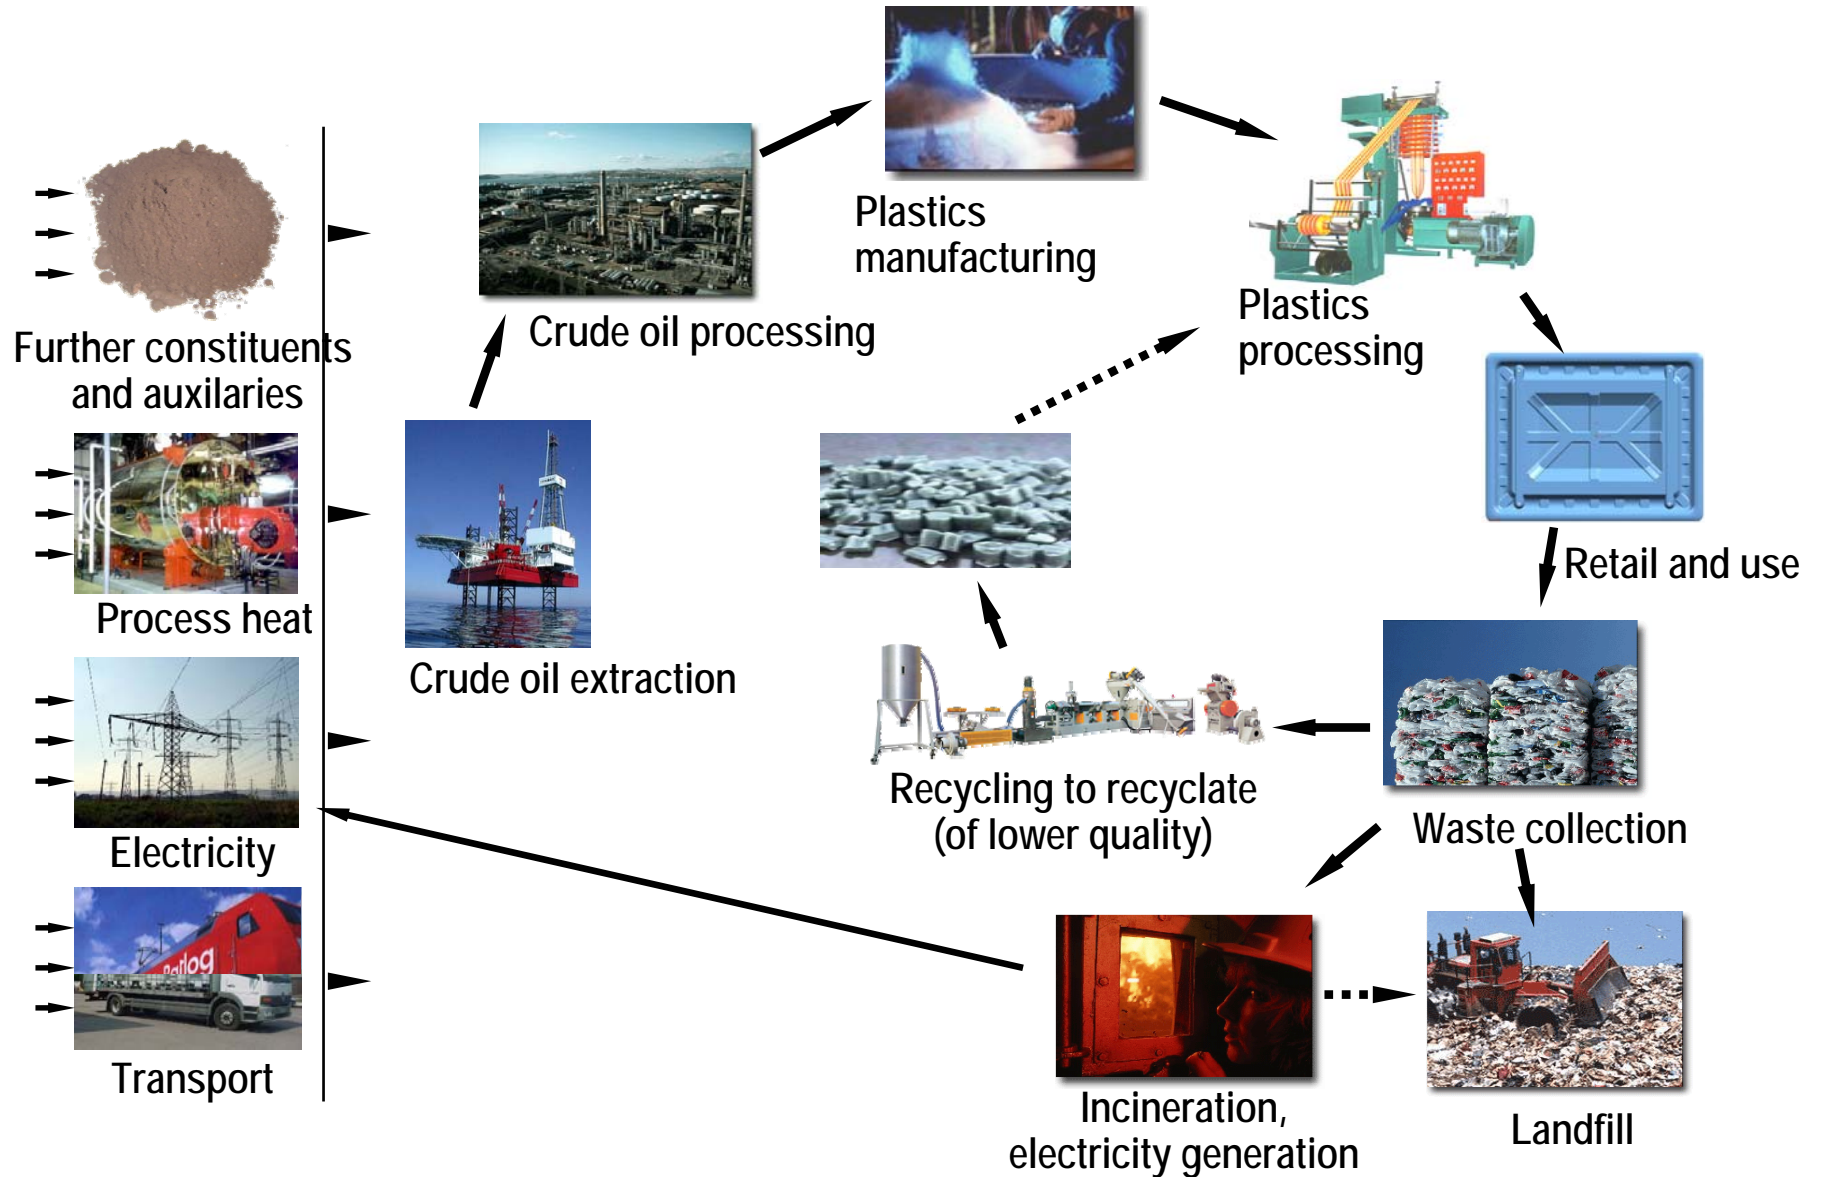 Further constituents
and auxilaries
Process heat
Electricity
Railog
Transport
Crude oil extraction
Crude oil processing
Plastics
manufacturing
Plastics
processing
Retail and use
Waste collection
Recycling to recyclate
(of lower quality)
Incineration,
electricity generation
Landfill